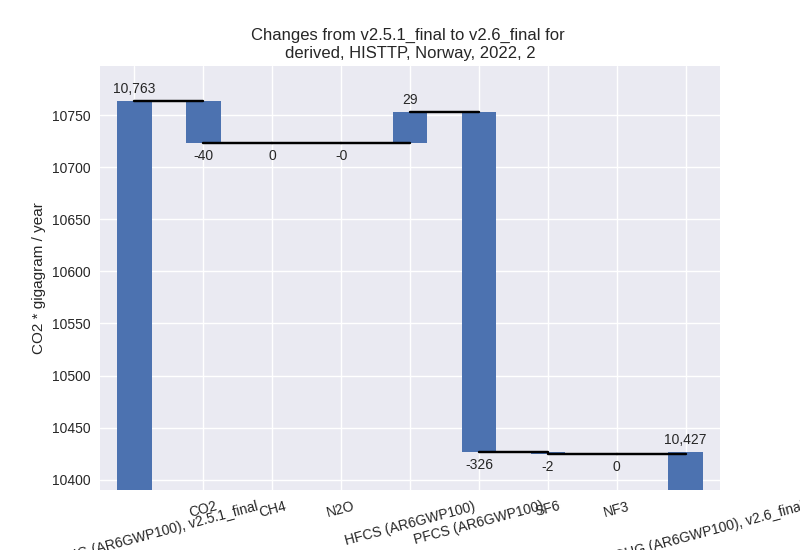 Changes from v2.5.1_final to v2.6_final for
derived, HISTTP, Norway, 2022, 2
10,763
29
-40
0
-0
-326
-2
0
10,427
CO2 * gigagram / year
10750
10700
10650
10600
10550
10500
10450
10400
(AR6GWP100), v2.5.1_final
CO2
CH4
N2O
HFCS (AR6GWP100)
PFCS (AR6GWP100)
SF6
NF3
(AR6GWP100), v2.6_final